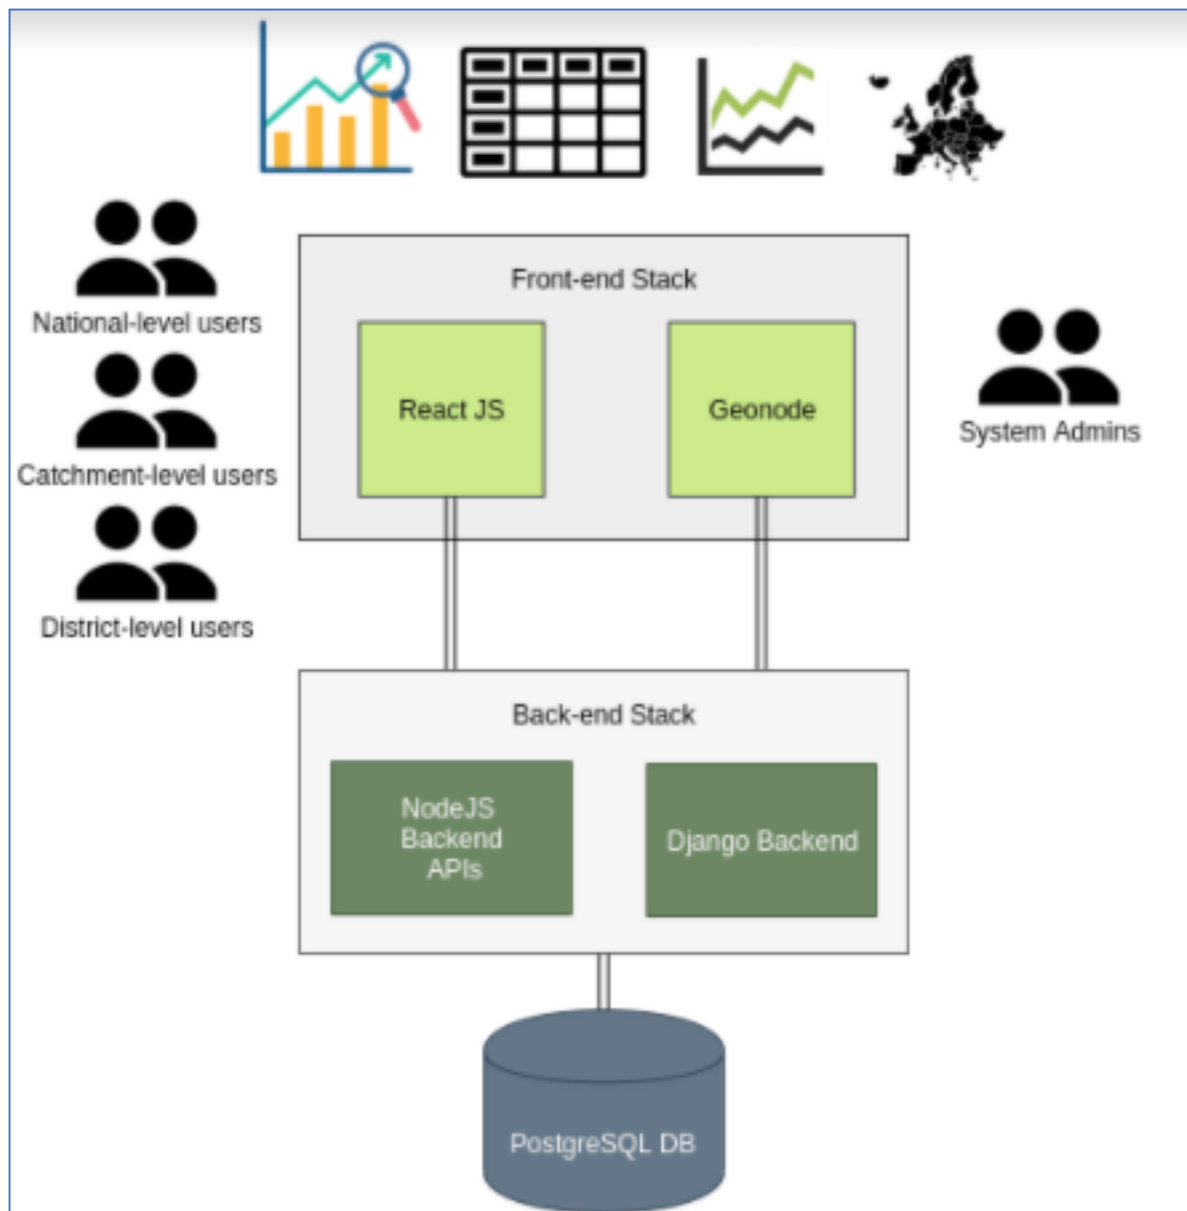 Front-end Stack
National-level users
React JS
Geonode
System Admins
Catchment-level users
District-level users
Back-end Stack
NodeJS
Backend
APIs
Django Backend
PostgreSQL DB